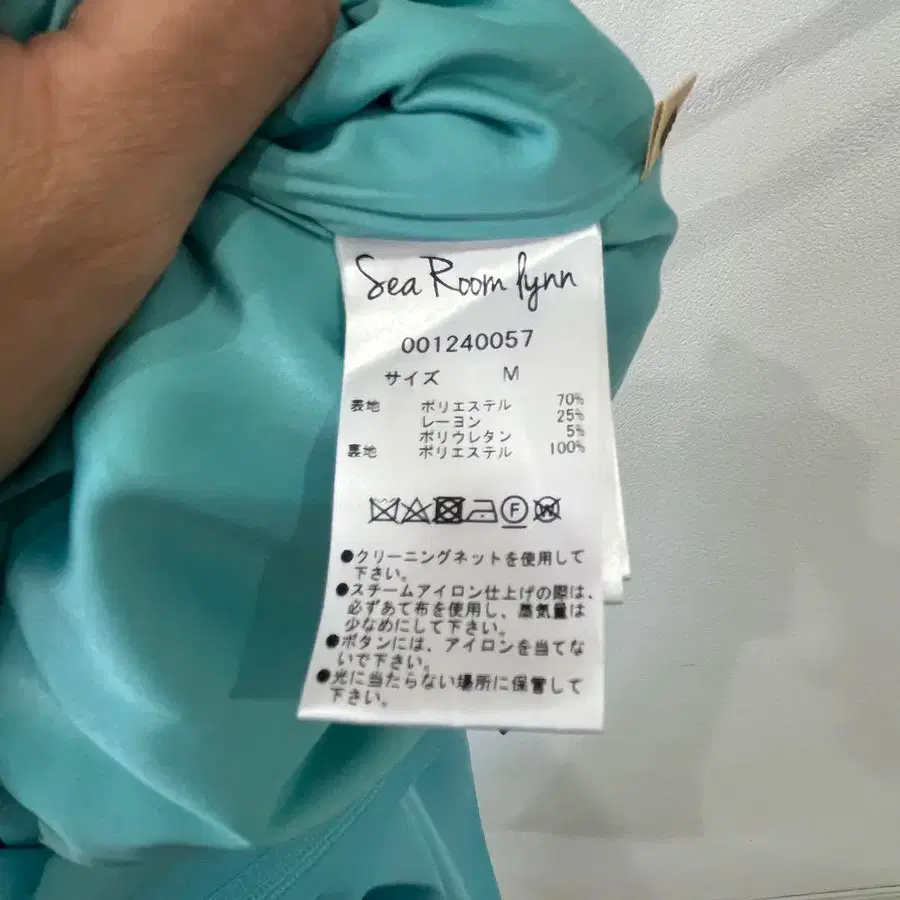 Sea Room lynn
001240057
サイズ M
表地 ポリエステル 70%
レーヨン 25%
ポリウレタン 5%
裏地 ポリエステル 100%
F W
●クリーニングネットを使用して
下さい。
●スチームアイロン仕上げの際は、
必ずあて布を使用し、蒸気量は
少なめにして下さい。
●ボタンには、アイロンを当てな
いで下さい。
●光に当たらない場所に保管して
下さい。